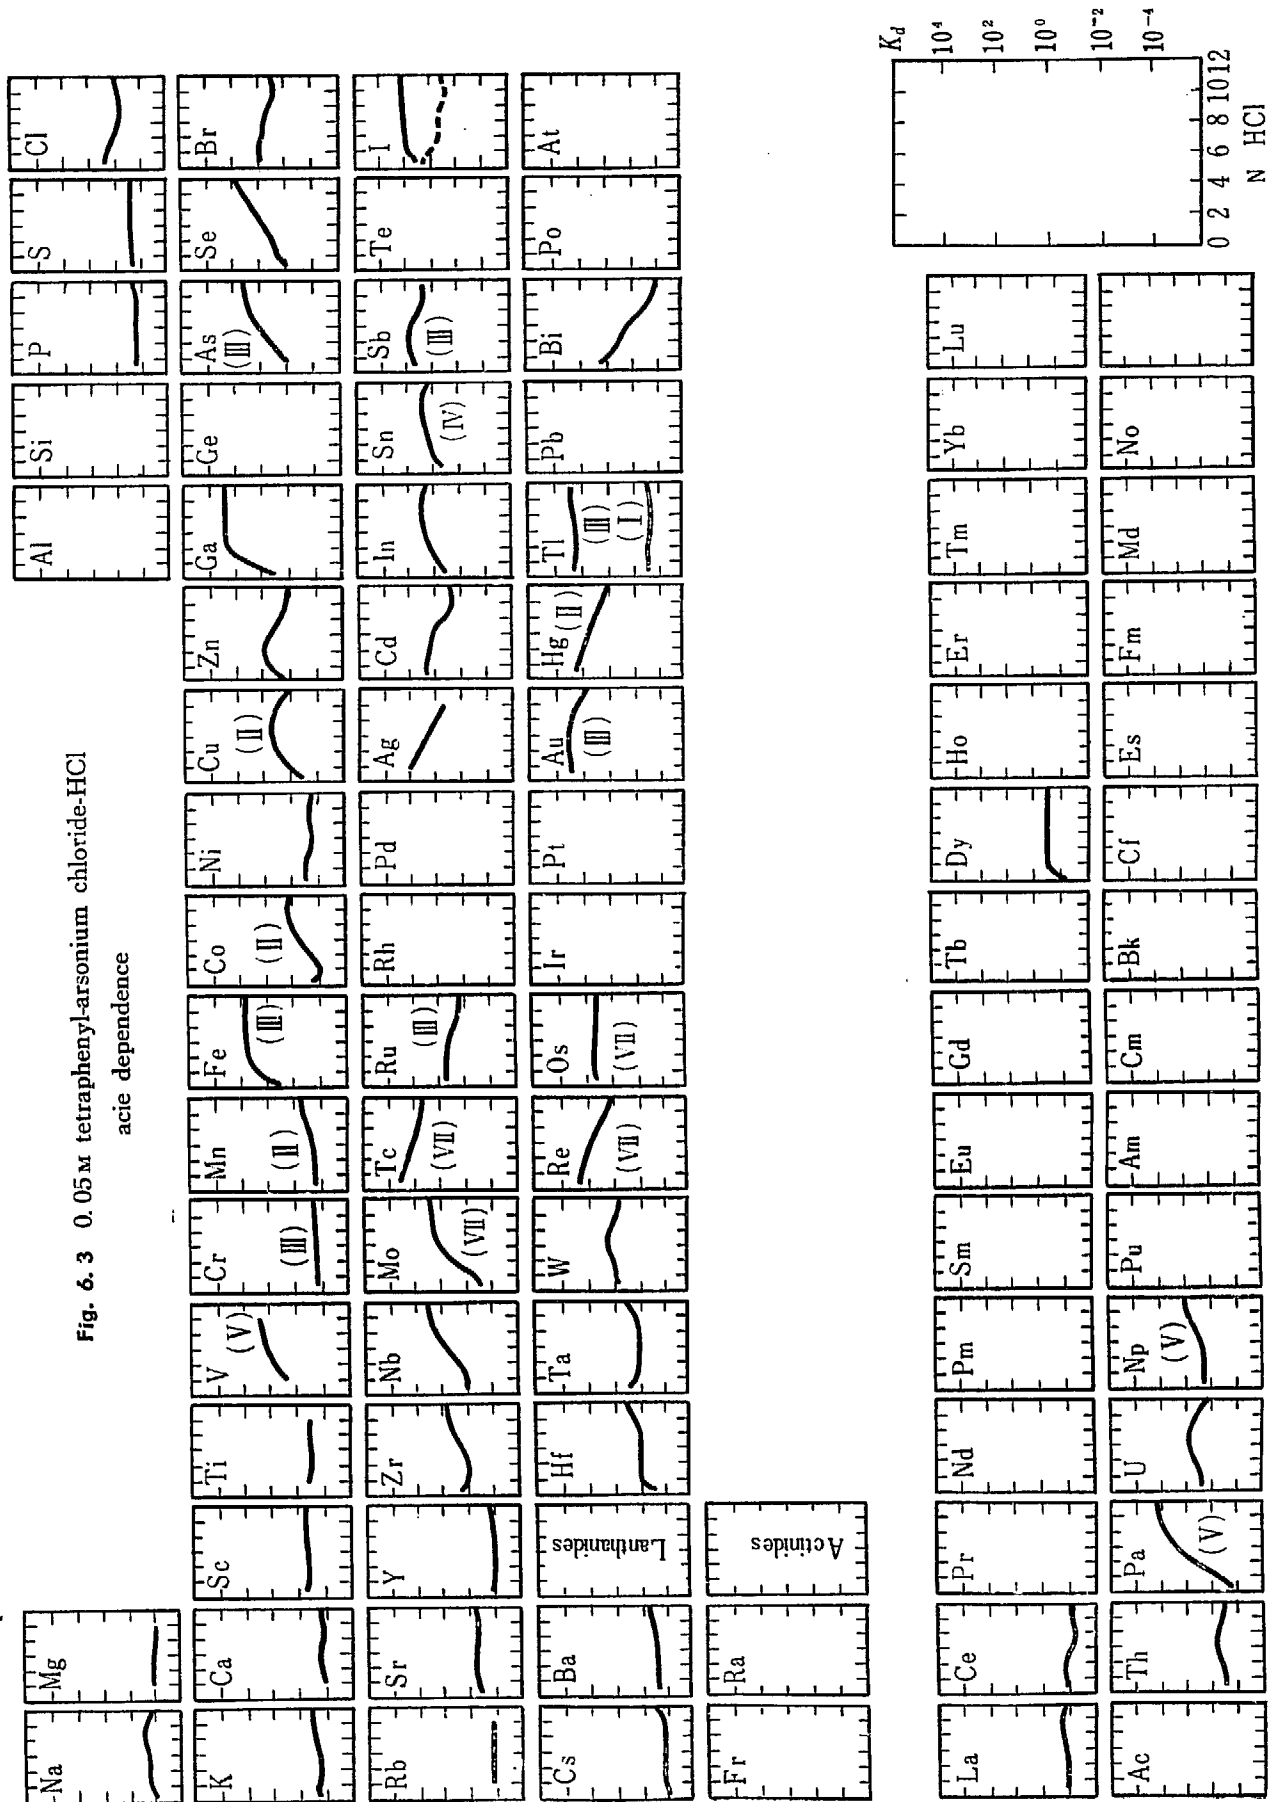 Fig. 6. 3 0. 05 M tetraphenyl-arsonium chloride-HCl
acie dependence
Na
Mg
Al
Si
P
S
Cl
K
Ca
Sc
Ti
V
(V)
Cr
(III)
Mn
(II)
Fe
(III)
Co
(II)
Ni
Cu
(II)
Zn
Ga
Ge
As
(III)
Se
Br
Rb
Sr
Y
Zr
Nb
Mo
(VII)
Tc
(VII)
Ru
(III)
Rh
Pd
Ag
Cd
In
Sn
(IV)
Sb
(III)
Te
I
Cs
Ba
Lanthanides
Hf
Ta
W
Re
(VII)
Os
(VII)
Ir
Pt
Au
(III)
Hg (II)
Tl
(III)
(I)
Pb
Bi
Po
At
Fr
Ra
Actinides
La
Ce
Pr
Nd
Pm
Sm
Eu
Gd
Tb
Dy
Ho
Er
Tm
Yb
Lu
Ac
Th
Pa
(V)
U
Np
(V)
Pu
Am
Cm
Bk
Cf
Es
Fm
Md
No
Kd
10⁴
10²
10⁰
10⁻²
10⁻⁴
0 2 4 6 8 10 12
N HCl